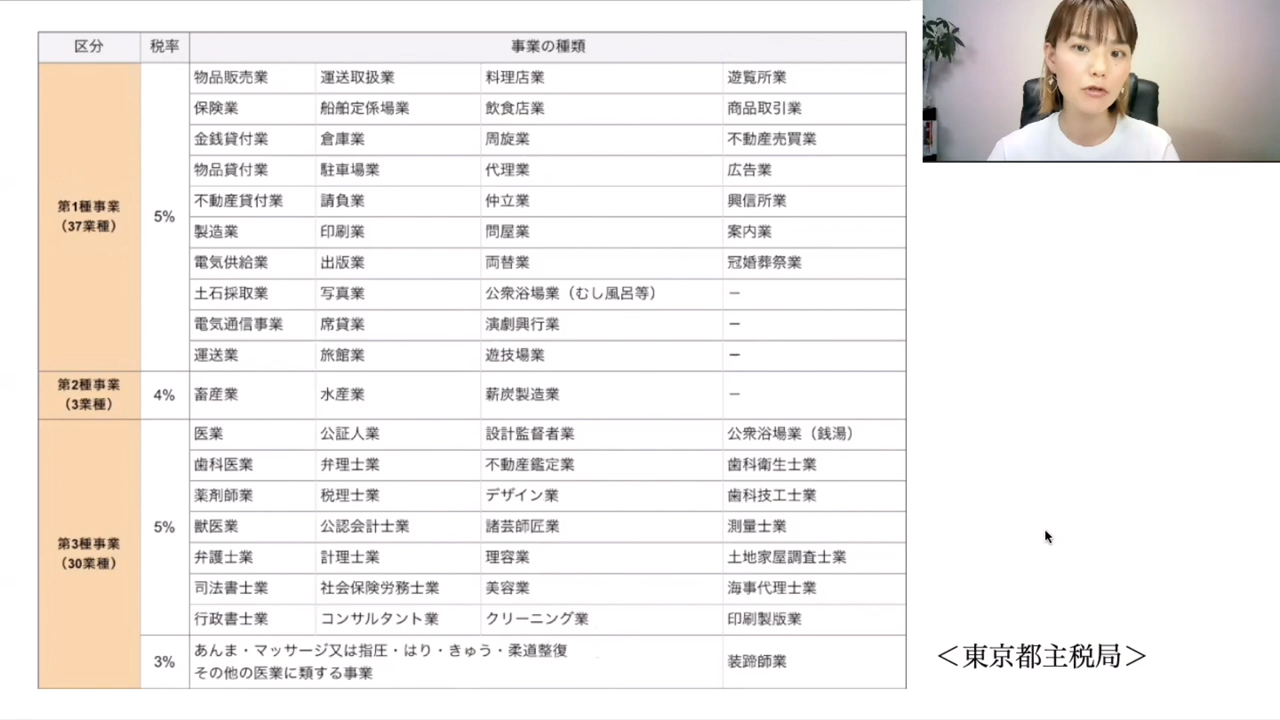 区分 税率 事業の種類
第1種事業
（37業種）
5%
物品販売業 運送取扱業 料理店業 遊覧所業
保険業 船舶定係場業 飲食店業 商品取引業
金銭貸付業 倉庫業 周旋業 不動産売買業
物品貸付業 駐車場業 代理業 広告業
不動産貸付業 請負業 仲立業 興信所業
製造業 印刷業 問屋業 案内業
電気供給業 出版業 両替業 冠婚葬祭業
土石採取業 写真業 公衆浴場業（むし風呂等） －
電気通信事業 席貸業 演劇興行業 －
運送業 旅館業 遊技場業 －
第2種事業
（3業種）
4%
畜産業 水産業 薪炭製造業 －
第3種事業
（30業種）
5%
医業 公証人業 設計監督者業 公衆浴場業（銭湯）
歯科医業 弁理士業 不動産鑑定業 歯科衛生士業
薬剤師業 税理士業 デザイン業 歯科技工士業
獣医業 公認会計士業 諸芸師匠業 測量士業
弁護士業 計理士業 理容業 土地家屋調査士業
司法書士業 社会保険労務士業 美容業 海事代理士業
行政書士業 コンサルタント業 クリーニング業 印刷製版業
3%
あんま・マッサージ又は指圧・はり・きゅう・柔道整復
その他の医業に類する事業
装蹄師業
＜東京都主税局＞